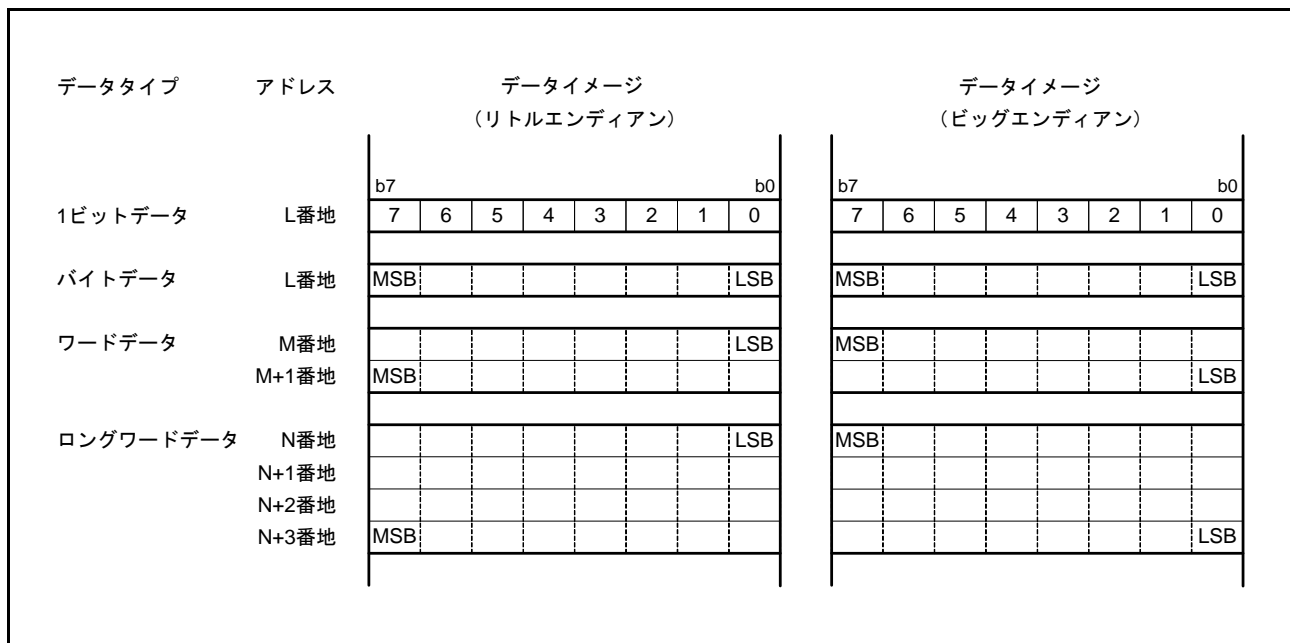 データタイプ アドレス データイメージ データイメージ
(リトルエンディアン) (ビッグエンディアン)
b7 b0 b7 b0
1ビットデータ L番地 7 6 5 4 3 2 1 0 7 6 5 4 3 2 1 0
バイトデータ L番地 MSB LSB MSB LSB
ワードデータ M番地 LSB MSB
M+1番地 MSB LSB
ロングワードデータ N番地 LSB MSB
N+1番地
N+2番地
N+3番地 MSB LSB